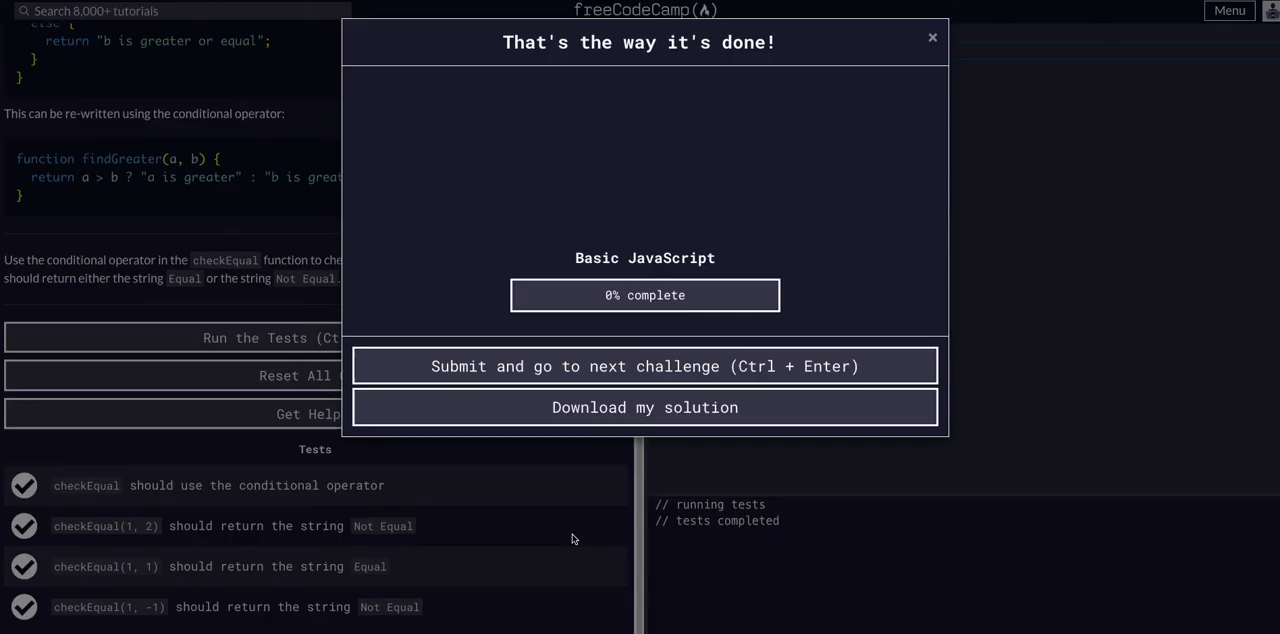 Search 8,000+ tutorials
freeCodeCamp
Menu
else {
return "b is greater or equal";
}
}
This can be re-written using the conditional operator:
function findGreater(a, b) {
return a > b ? "a is greater" : "b is great
}
Use the conditional operator in the checkEqual function to che
should return either the string Equal or the string Not Equal.
Run the Tests (Ct
Reset All
Get Help
Tests
checkEqual should use the conditional operator
checkEqual(1, 2) should return the string Not Equal
checkEqual(1, 1) should return the string Equal
checkEqual(1, -1) should return the string Not Equal
That's the way it's done!
×
Basic JavaScript
0% complete
Submit and go to next challenge (Ctrl + Enter)
Download my solution
// running tests
// tests completed